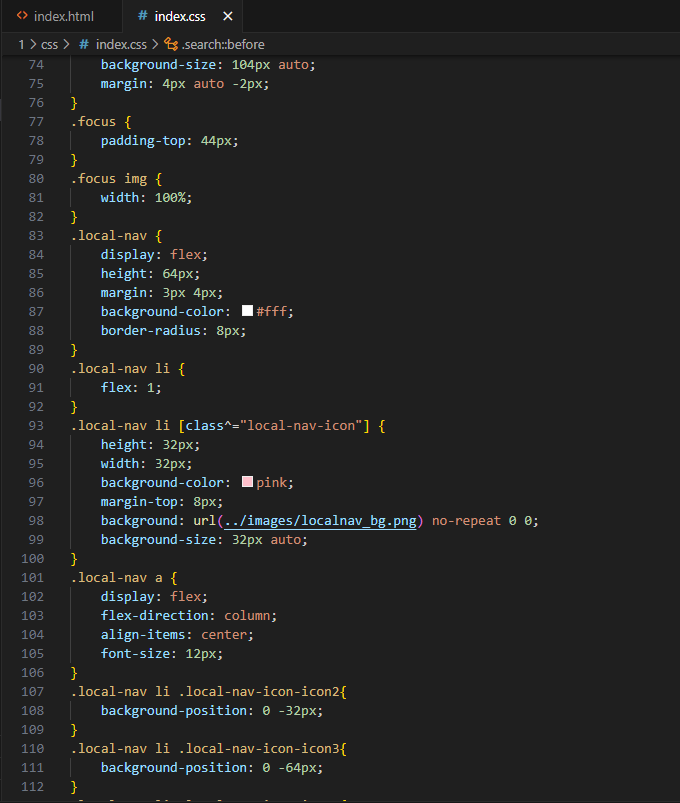 index.html
# index.css ×
1 > css > # index.css > .search::before
74 background-size: 104px auto;
75 margin: 4px auto -2px;
76 }
77 .focus {
78 padding-top: 44px;
79 }
80 .focus img {
81 width: 100%;
82 }
83 .local-nav {
84 display: flex;
85 height: 64px;
86 margin: 3px 4px;
87 background-color: #fff;
88 border-radius: 8px;
89 }
90 .local-nav li {
91 flex: 1;
92 }
93 .local-nav li [class^="local-nav-icon"] {
94 height: 32px;
95 width: 32px;
96 background-color: pink;
97 margin-top: 8px;
98 background: url(../images/localnav_bg.png) no-repeat 0 0;
99 background-size: 32px auto;
100 }
101 .local-nav a {
102 display: flex;
103 flex-direction: column;
104 align-items: center;
105 font-size: 12px;
106 }
107 .local-nav li .local-nav-icon-icon2{
108 background-position: 0 -32px;
109 }
110 .local-nav li .local-nav-icon-icon3{
111 background-position: 0 -64px;
112 }